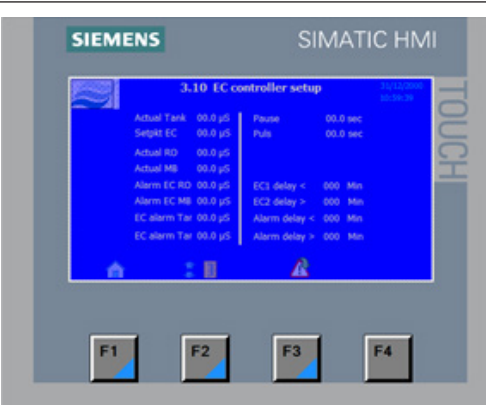 SIEMENS
SIMATIC HMI
TOUCH
3.10 EC controller setup
31/12/2000
10:59:39
Actual Tank 00.0 µS
Setpkt EC 00.0 µS
Actual RO 00.0 µS
Actual MB 00.0 µS
Alarm EC RO 00.0 µS
Alarm EC MB 00.0 µS
EC alarm Tar 00.0 µS
EC alarm Tar 00.0 µS
Pause 00.0 sec
Puls 00.0 sec
EC1 delay < 000 Min
EC2 delay > 000 Min
Alarm delay < 000 Min
Alarm delay > 000 Min
F1
F2
F3
F4